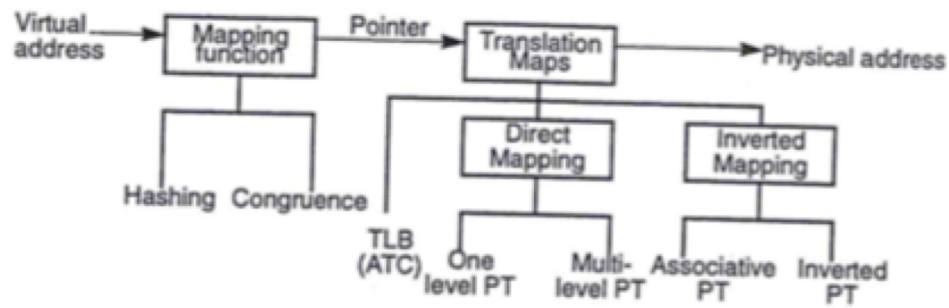 Virtual
address
Mapping
function
Pointer
Translation
Maps
Physical address
Hashing
Congruence
TLB
(ATC)
Direct
Mapping
One
level PT
Multi-
level PT
Inverted
Mapping
Associative
PT
Inverted
PT